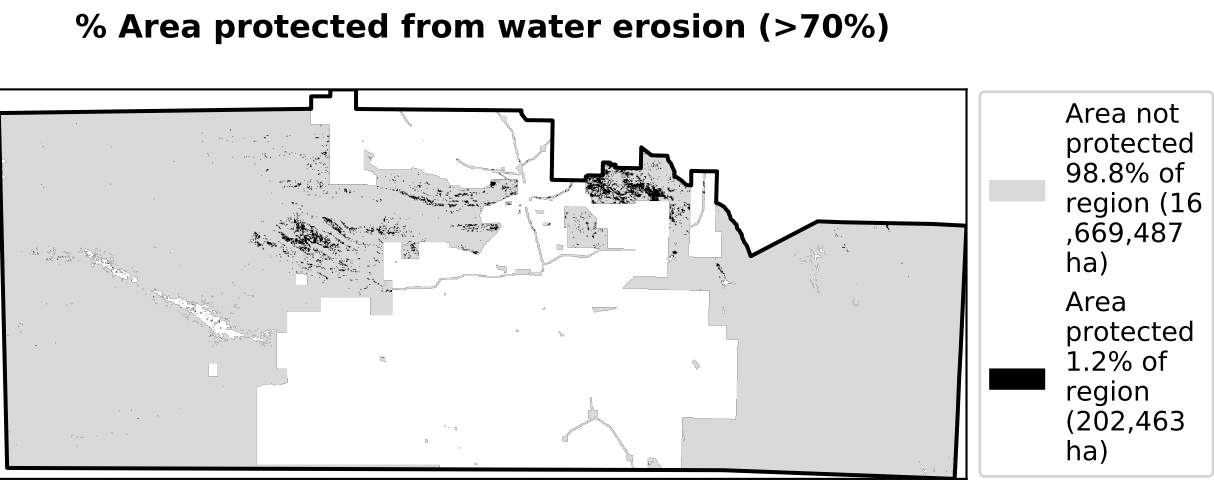 % Area protected from water erosion (>70%)
Area not
protected
98.8% of
region (16
,669,487
ha)
Area
protected
1.2% of
region
(202,463
ha)